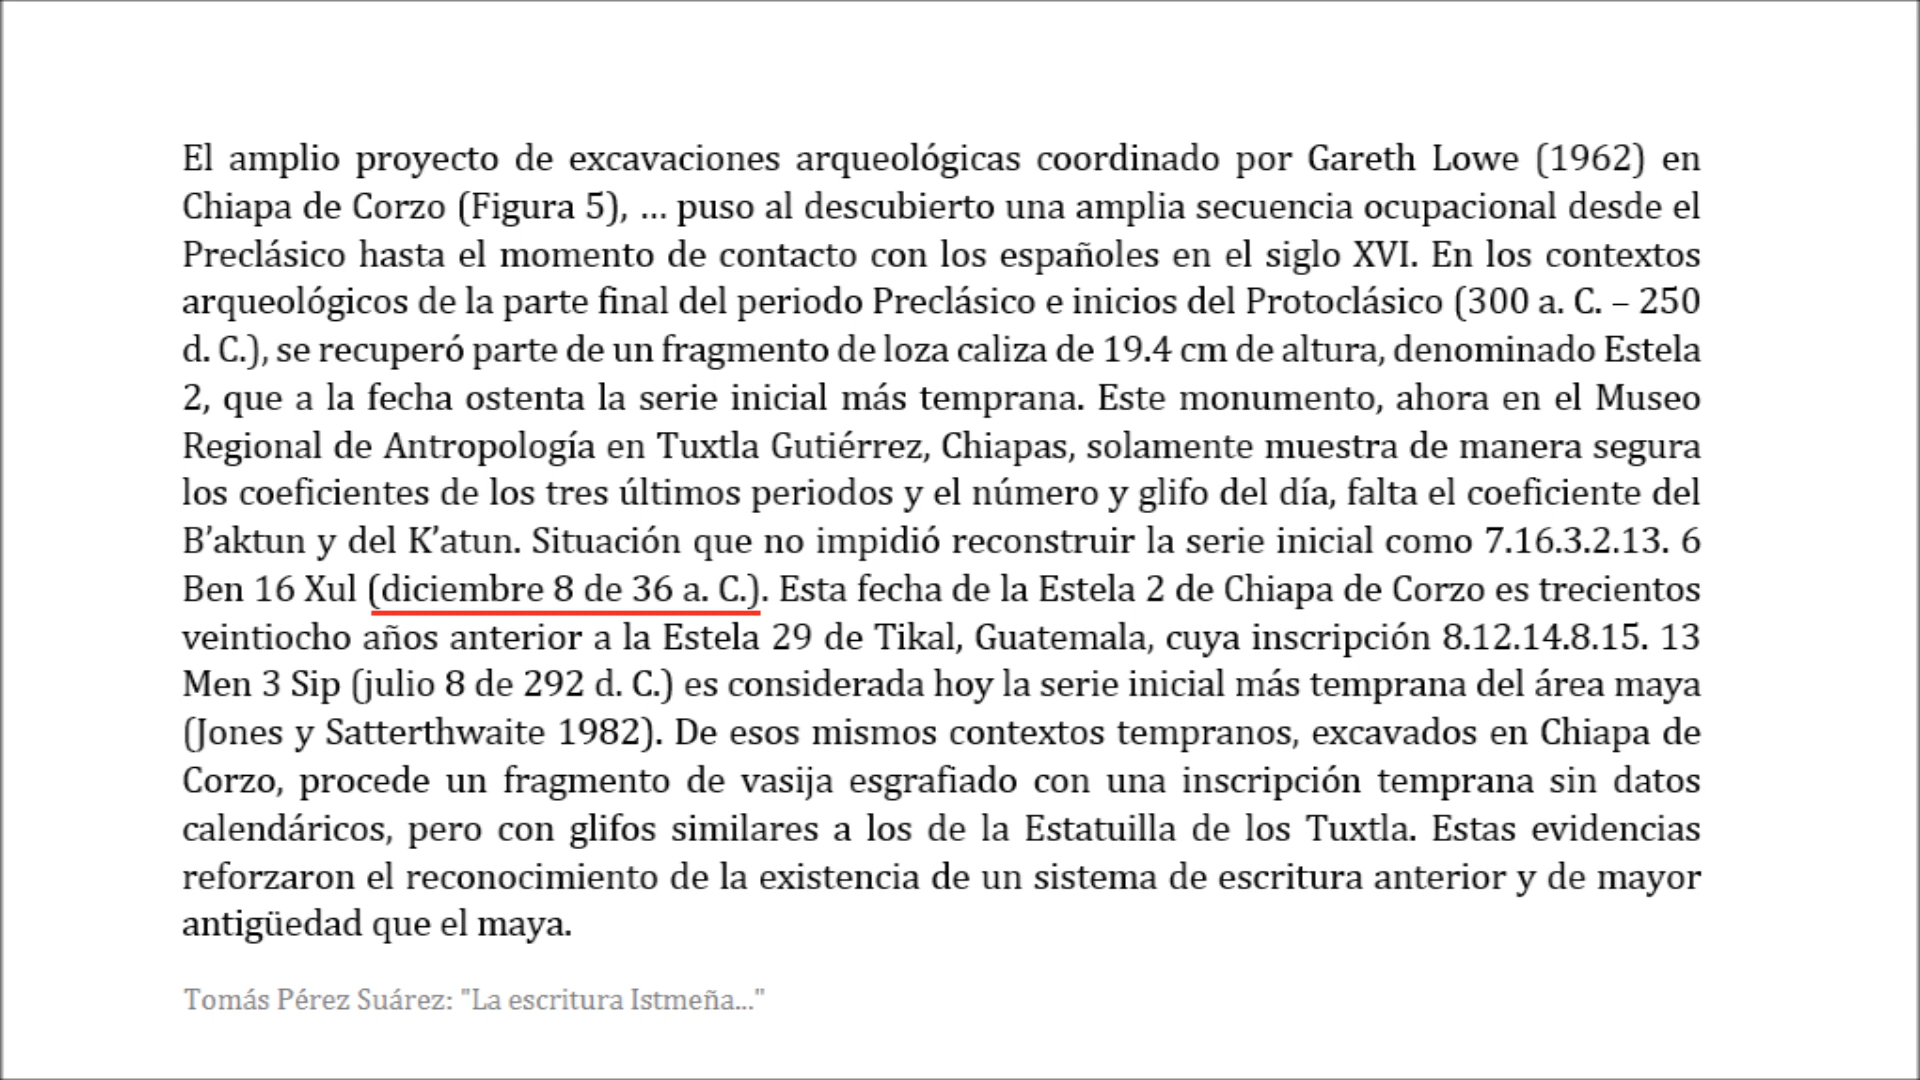 El amplio proyecto de excavaciones arqueológicas coordinado por Gareth Lowe (1962) en
Chiapa de Corzo (Figura 5), ... puso al descubierto una amplia secuencia ocupacional desde el
Preclásico hasta el momento de contacto con los españoles en el siglo XVI. En los contextos
arqueológicos de la parte final del periodo Preclásico e inicios del Protoclásico (300 a. C. – 250
d. C.), se recuperó parte de un fragmento de loza caliza de 19.4 cm de altura, denominado Estela
2, que a la fecha ostenta la serie inicial más temprana. Este monumento, ahora en el Museo
Regional de Antropología en Tuxtla Gutiérrez, Chiapas, solamente muestra de manera segura
los coeficientes de los tres últimos periodos y el número y glifo del día, falta el coeficiente del
B’aktun y del K’atun. Situación que no impidió reconstruir la serie inicial como 7.16.3.2.13. 6
Ben 16 Xul (diciembre 8 de 36 a. C.). Esta fecha de la Estela 2 de Chiapa de Corzo es trecientos
veintiocho años anterior a la Estela 29 de Tikal, Guatemala, cuya inscripción 8.12.14.8.15. 13
Men 3 Sip (julio 8 de 292 d. C.) es considerada hoy la serie inicial más temprana del área maya
(Jones y Satterthwaite 1982). De esos mismos contextos tempranos, excavados en Chiapa de
Corzo, procede un fragmento de vasija esgrafiado con una inscripción temprana sin datos
calendáricos, pero con glifos similares a los de la Estatuilla de los Tuxtla. Estas evidencias
reforzaron el reconocimiento de la existencia de un sistema de escritura anterior y de mayor
antigüedad que el maya.
Tomás Pérez Suárez: "La escritura Istmeña..."